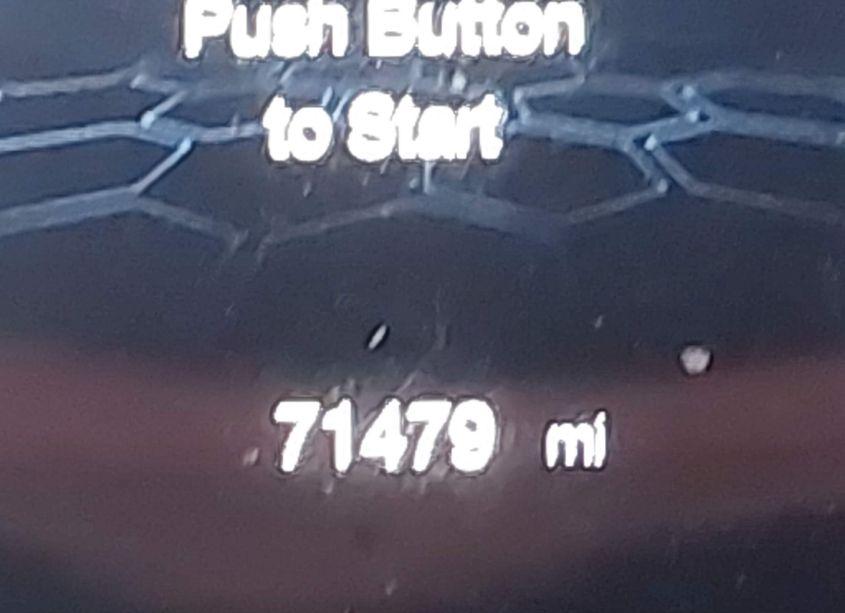 Push Button
to Start
71479 mi